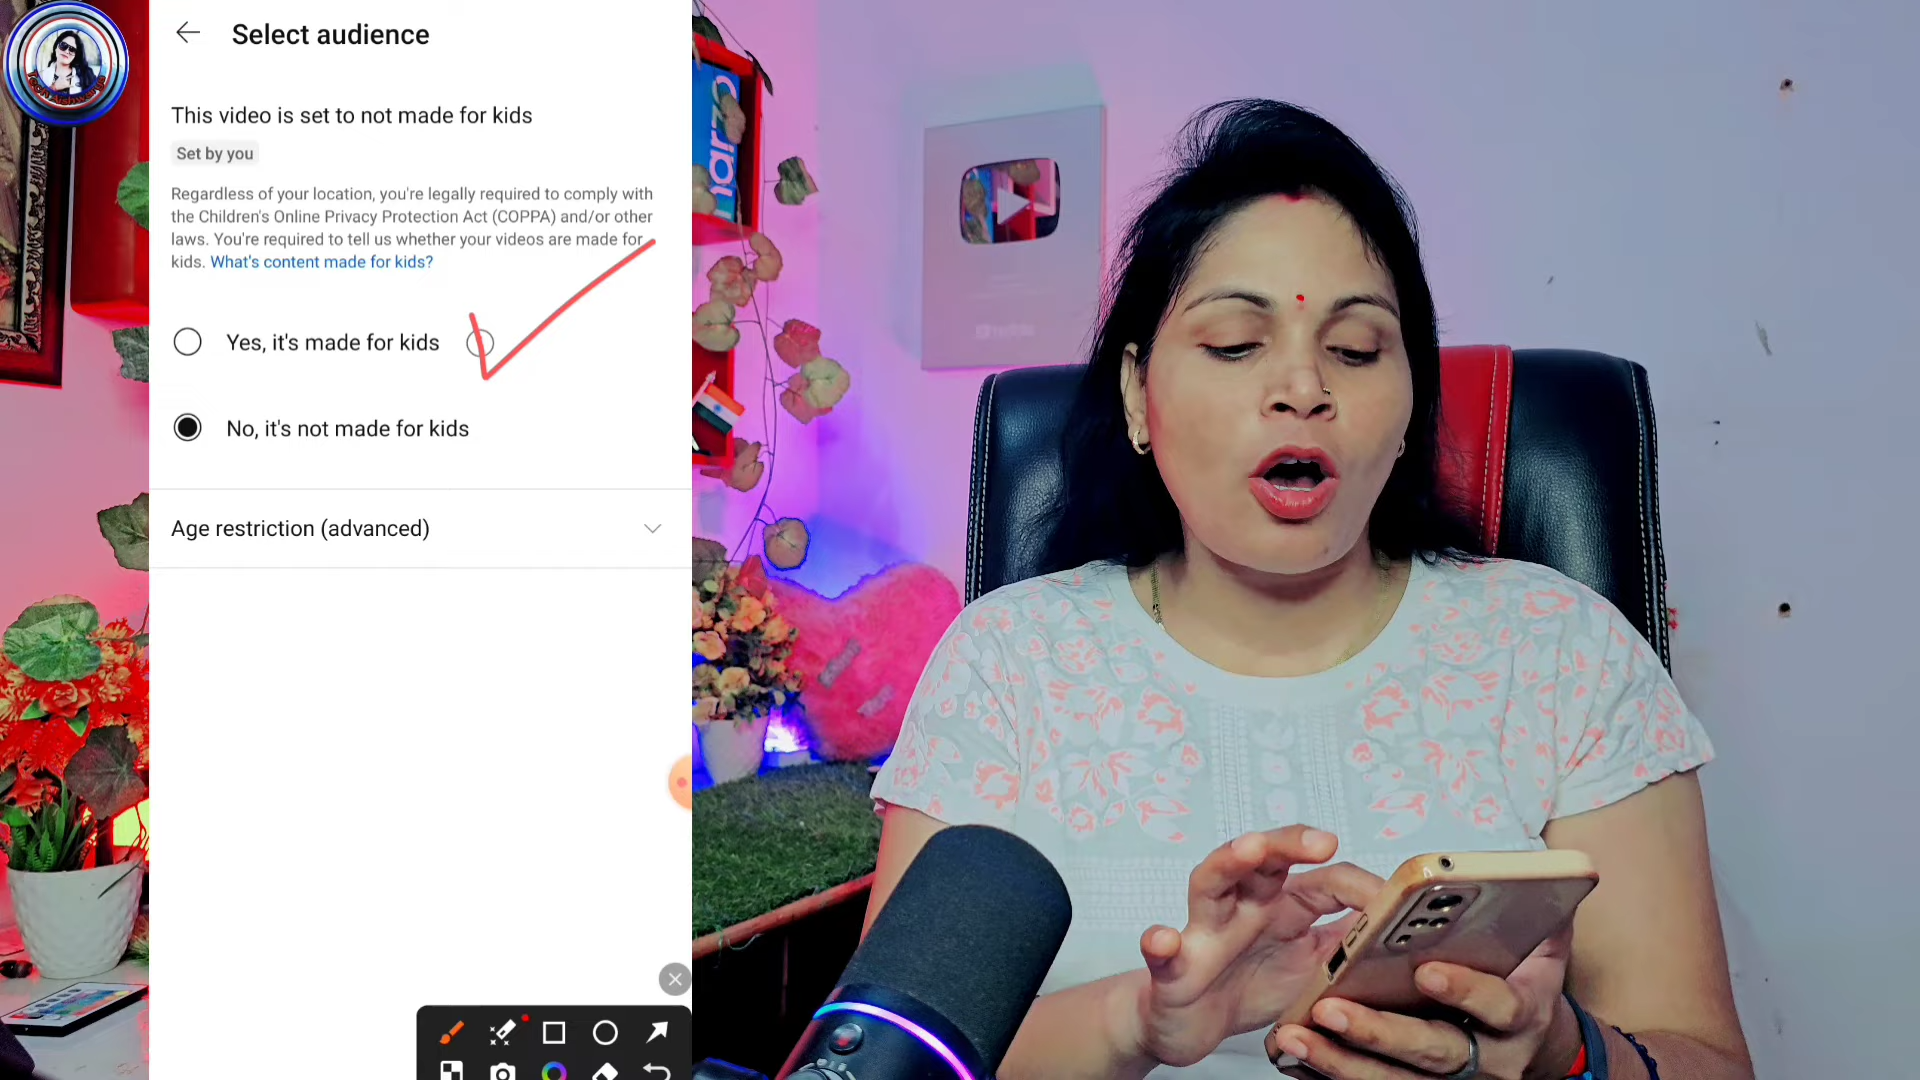 Select audience
This video is set to not made for kids
Set by you
Regardless of your location, you're legally required to comply with
the Children's Online Privacy Protection Act (COPPA) and/or other
laws. You're required to tell us whether your videos are made for
kids. What's content made for kids?
Yes, it's made for kids
No, it's not made for kids
Age restriction (advanced)